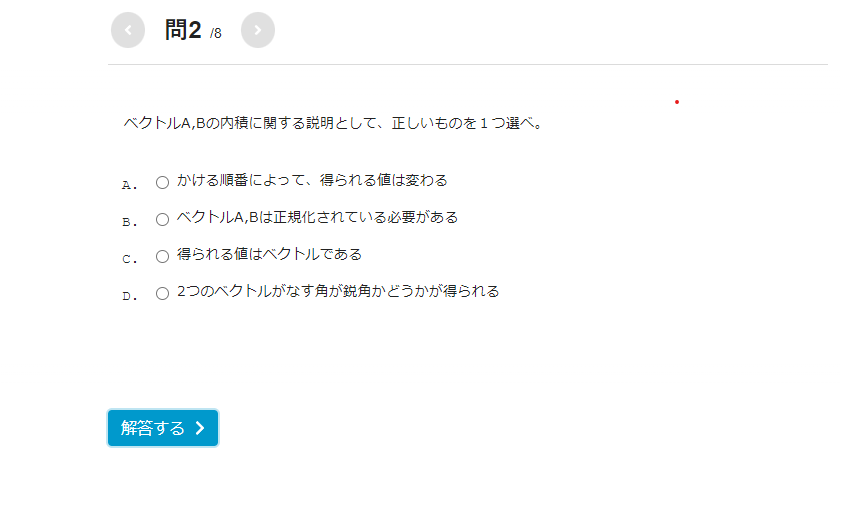 問2 /8
ベクトルA,Bの内積に関する説明として、正しいものを１つ選べ。
A. かける順番によって、得られる値は変わる
B. ベクトルA,Bは正規化されている必要がある
C. 得られる値はベクトルである
D. 2つのベクトルがなす角が鋭角かどうかが得られる
解答する